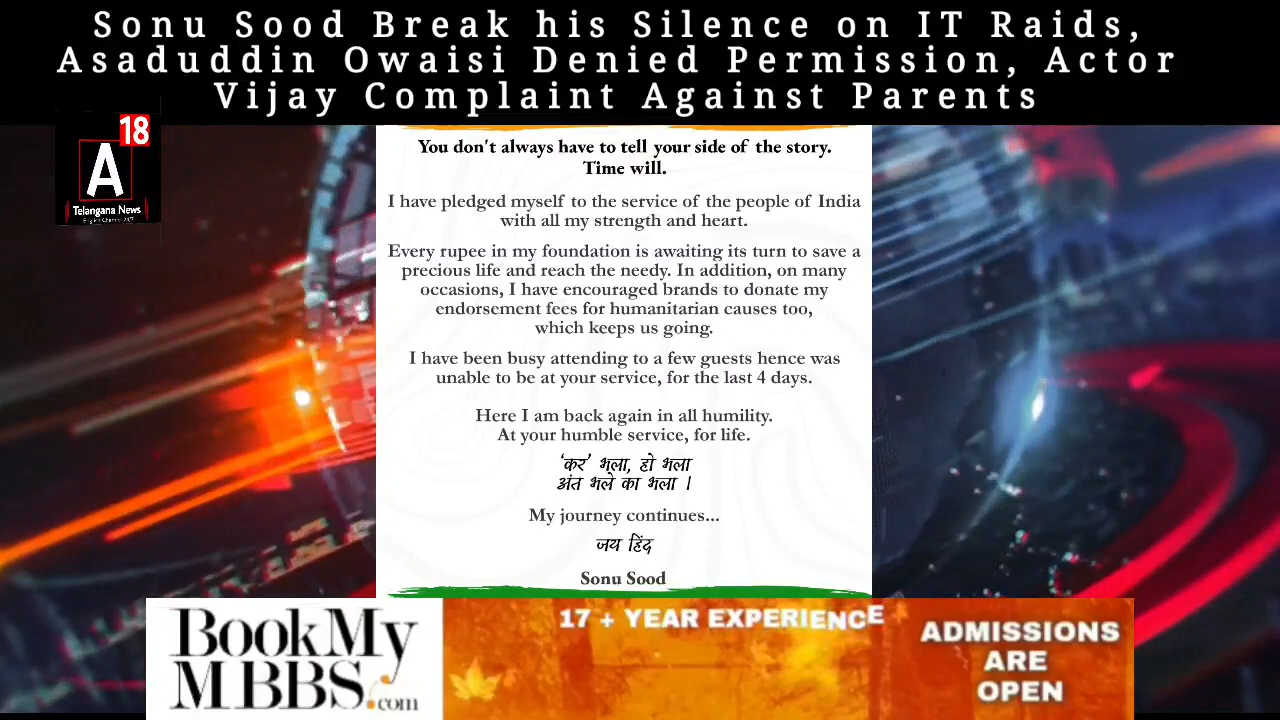 Sonu Sood Break his Silence on IT Raids,
Asaduddin Owaisi Denied Permission, Actor
Vijay Complaint Against Parents
18
A
Telangana News
You don't always have to tell your side of the story.
Time will.
I have pledged myself to the service of the people of India
with all my strength and heart.
Every rupee in my foundation is awaiting its turn to save a
precious life and reach the needy. In addition, on many
occasions, I have encouraged brands to donate my
endorsement fees for humanitarian causes too,
which keeps us going.
I have been busy attending to a few guests hence was
unable to be at your service, for the last 4 days.
Here I am back again in all humility.
At your humble service, for life.
‘कर’ भला, हो भला
अंत भले का भला ।
My journey continues...
जय हिंद
Sonu Sood
BookMy
MBBS.com
17 + YEAR EXPERIENCE
ADMISSIONS
ARE
OPEN